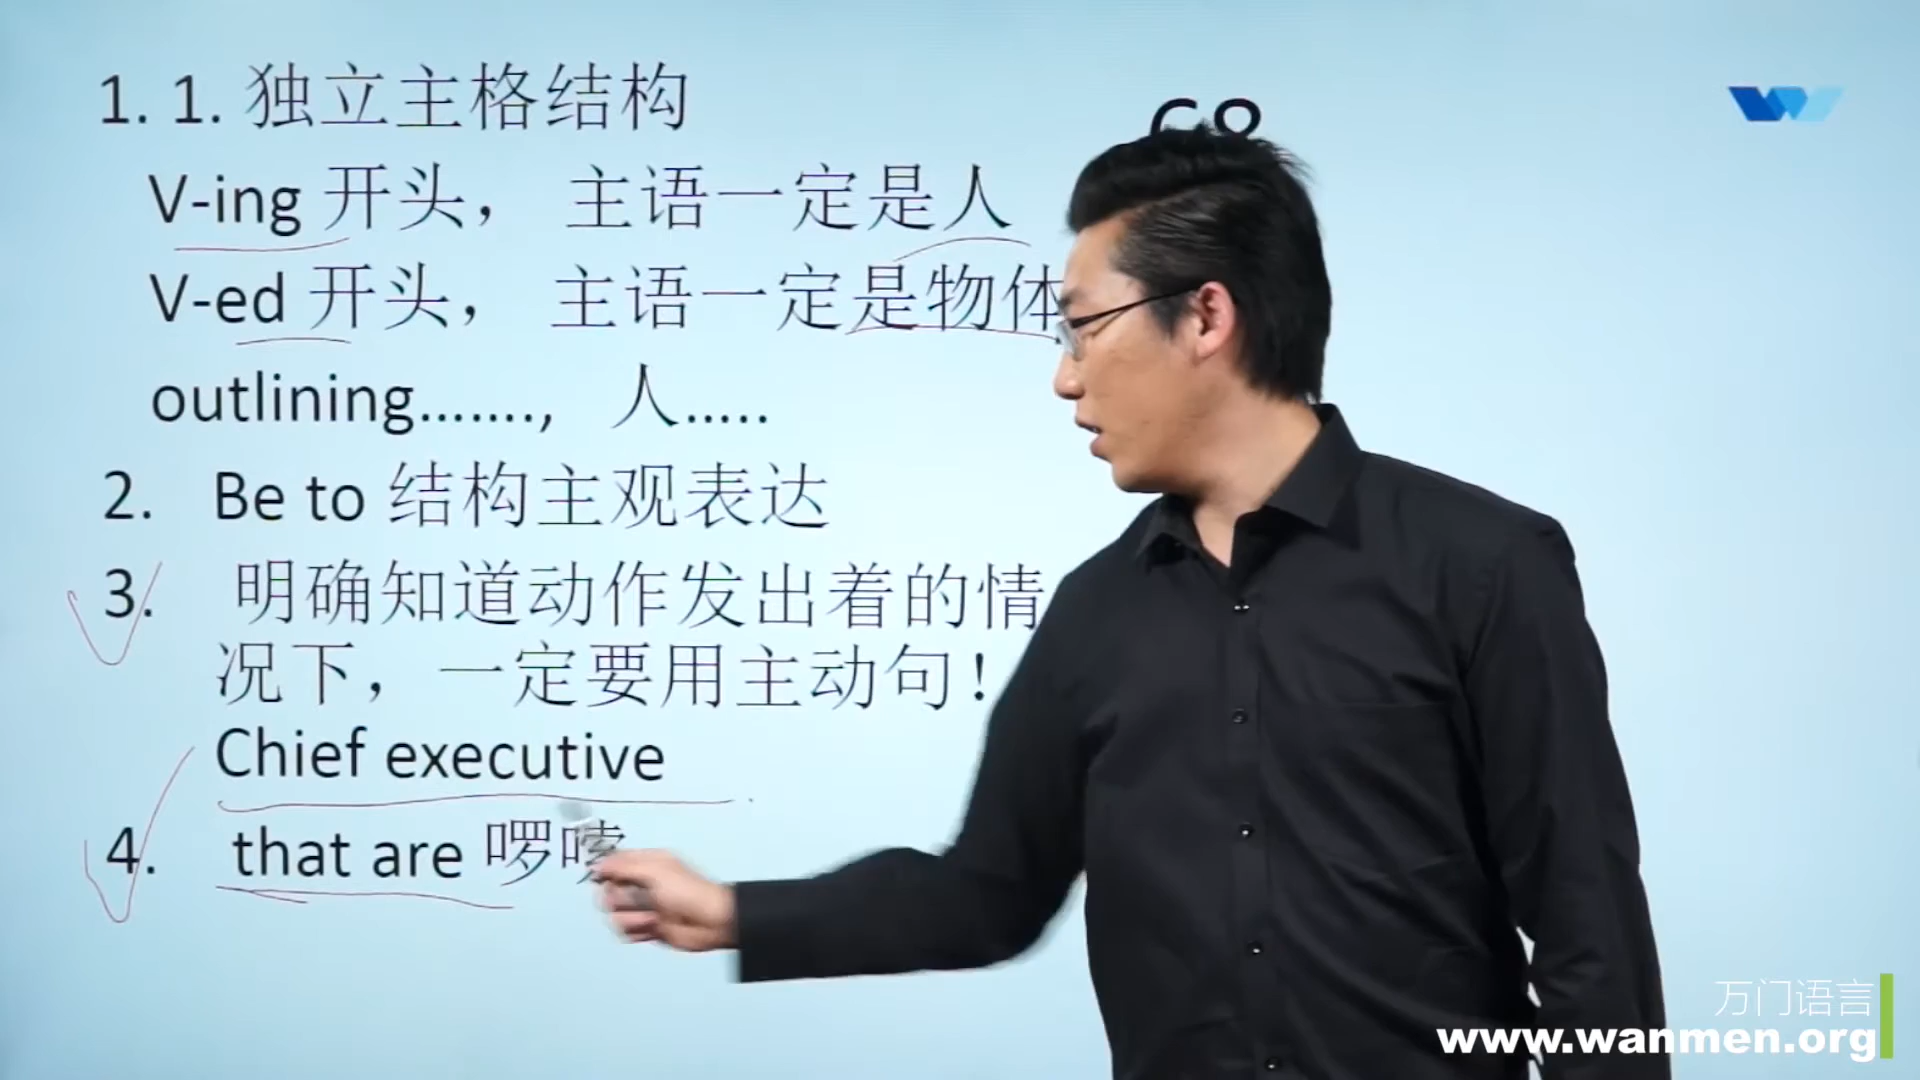 68
1. 1. 独立主格结构
V-ing 开头， 主语一定是人
V-ed 开头， 主语一定是物体
outlining......., 人.....
2. Be to 结构主观表达
3. 明确知道动作发出着的情
况下，一定要用主动句！
Chief executive
4. that are 啰嗦
万门语言
www.wanmen.org